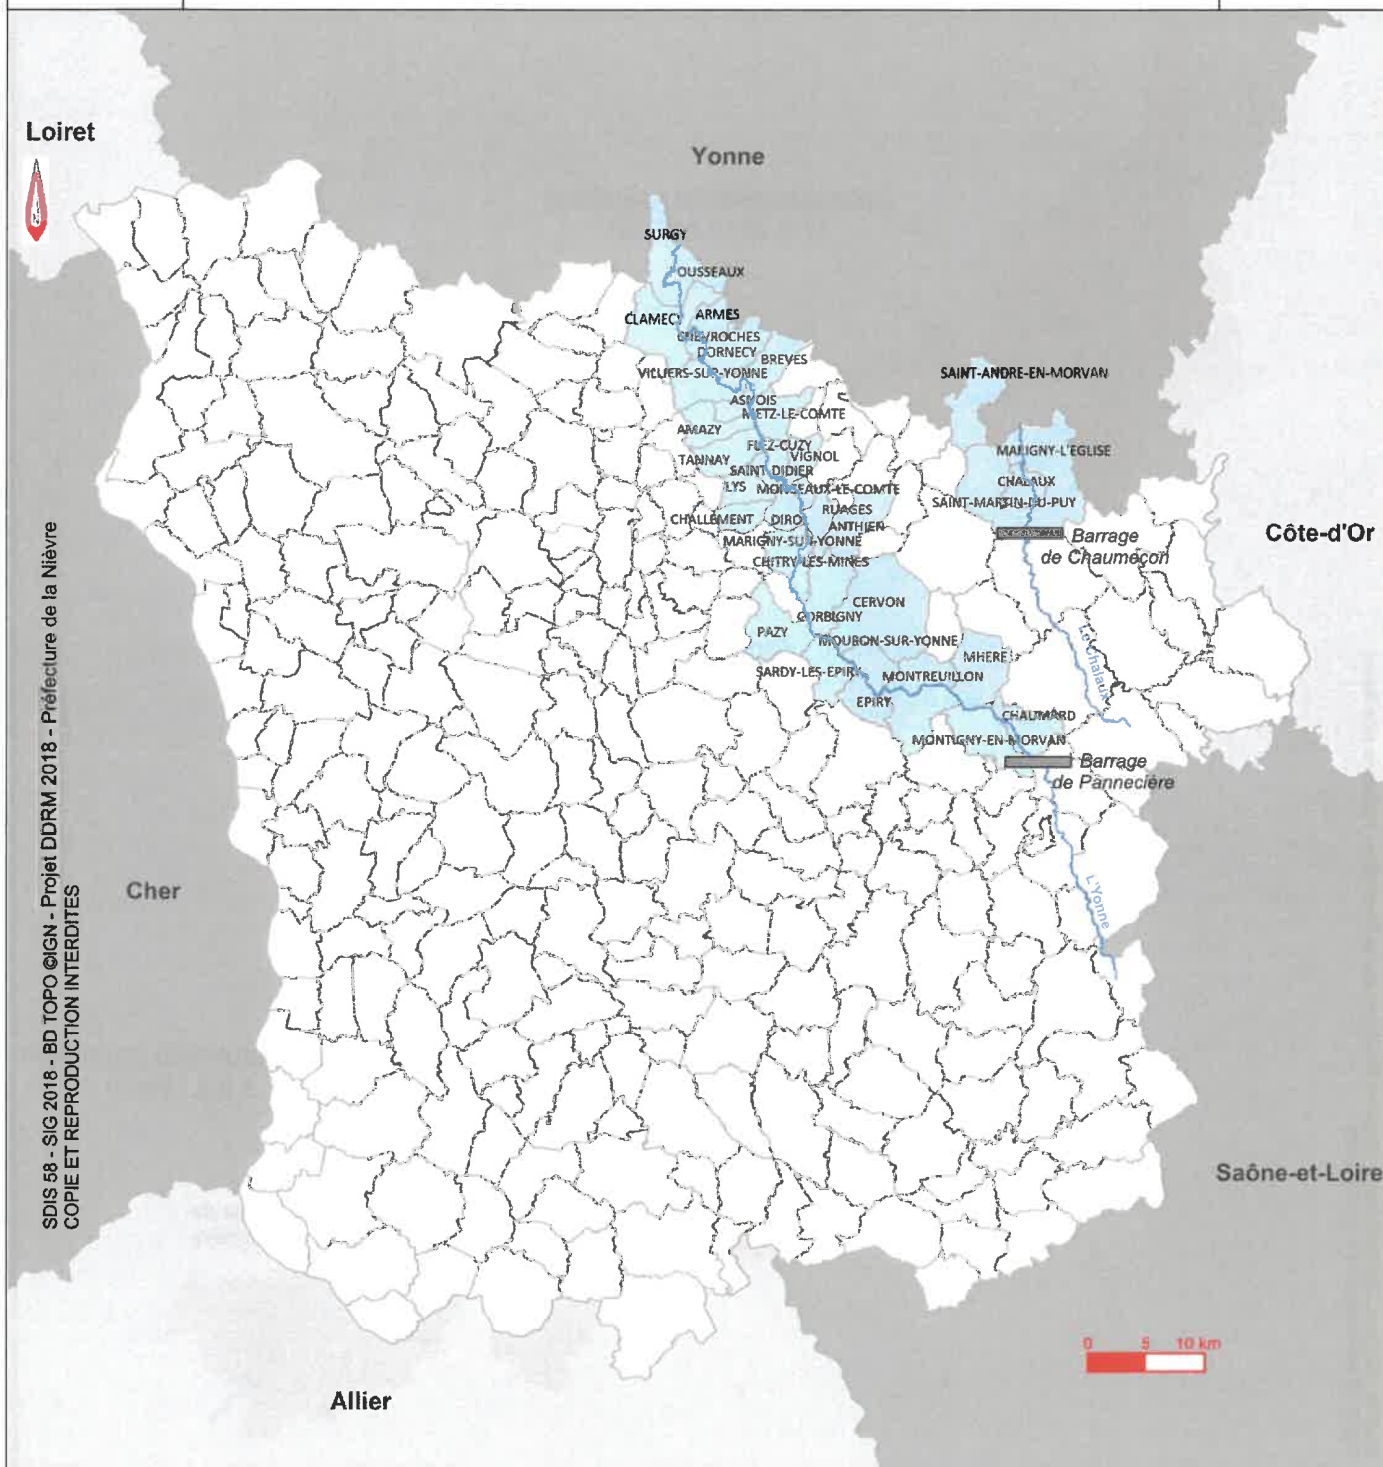 Loiret
Yonne
SURGY
OUSSEAUX
CLAMECY
ARMES
CHEVROCHES
DORNECY
BREVES
VILLIERS-SUR-YONNE
SAINT-ANDRE-EN-MORVAN
ASNOIS
METZ-LE-COMTE
AMAZY
FLEZ-CUZY
MARIGNY-L'EGLISE
TANNAY
VIGNOL
SAINT-DIDIER
CHALAUX
LYS
MONCEAUX-LE-COMTE
SAINT-MARTIN-DU-PUY
RUAGES
CHALLEMENT
DIROL
ANTHIEN
Côte-d'Or
MARIGNY-SUR-YONNE
Barrage
de Chaumeçon
CHITRY-LES-MINES
CERVON
CORBIGNY
PAZY
MOURON-SUR-YONNE
MHERE
Le Chalaux
SARDY-LES-EPIRY
MONTREUILLON
EPIRY
CHAUMARD
MONTIGNY-EN-MORVAN
Barrage
de Pannecière
Cher
L'Yonne
SDIS 58 - SIG 2018 - BD TOPO ©IGN - Projet DDRM 2018 - Préfecture de la Nièvre
COPIE ET REPRODUCTION INTERDITES
Saône-et-Loire
0 5 10 km
Allier